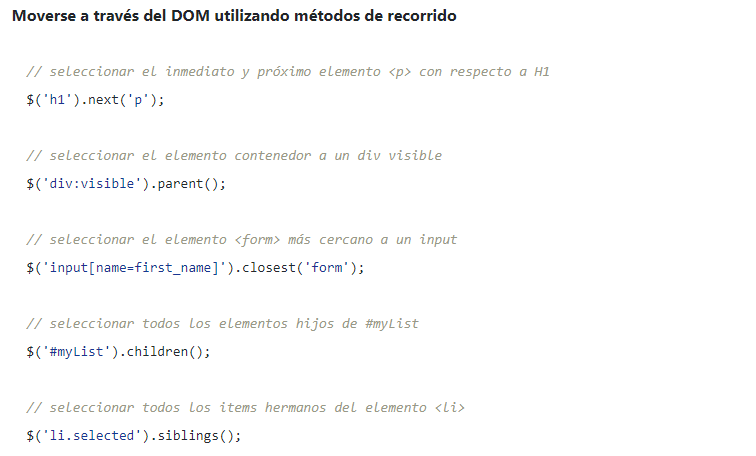 Moverse a través del DOM utilizando métodos de recorrido
// seleccionar el inmediato y próximo elemento <p> con respecto a H1
$('h1').next('p');
// seleccionar el elemento contenedor a un div visible
$('div:visible').parent();
// seleccionar el elemento <form> más cercano a un input
$('input[name=first_name]').closest('form');
// seleccionar todos los elementos hijos de #myList
$('#myList').children();
// seleccionar todos los items hermanos del elemento <li>
$('li.selected').siblings();